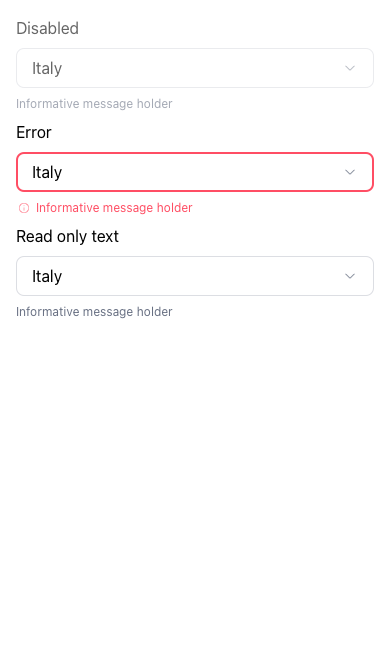 Disabled
Italy
Informative message holder
Error
Italy
Informative message holder
Read only text
Italy
Informative message holder